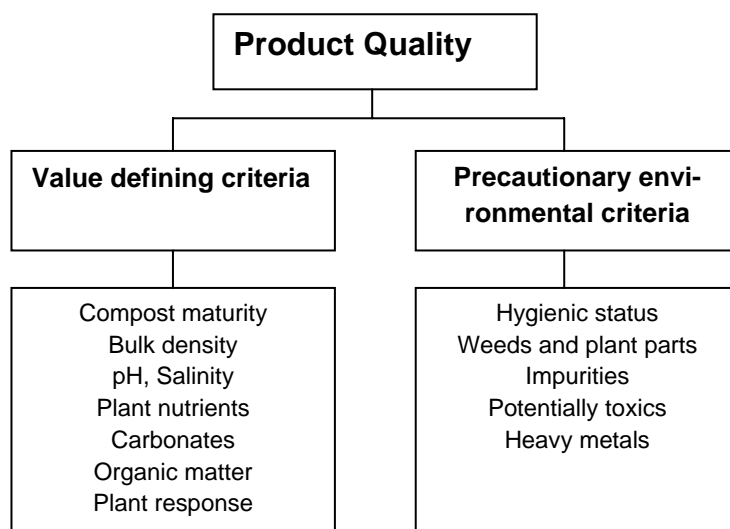 Product Quality
Value defining criteria
Precautionary envi-
ronmental criteria
Compost maturity
Bulk density
pH, Salinity
Plant nutrients
Carbonates
Organic matter
Plant response
Hygienic status
Weeds and plant parts
Impurities
Potentially toxics
Heavy metals